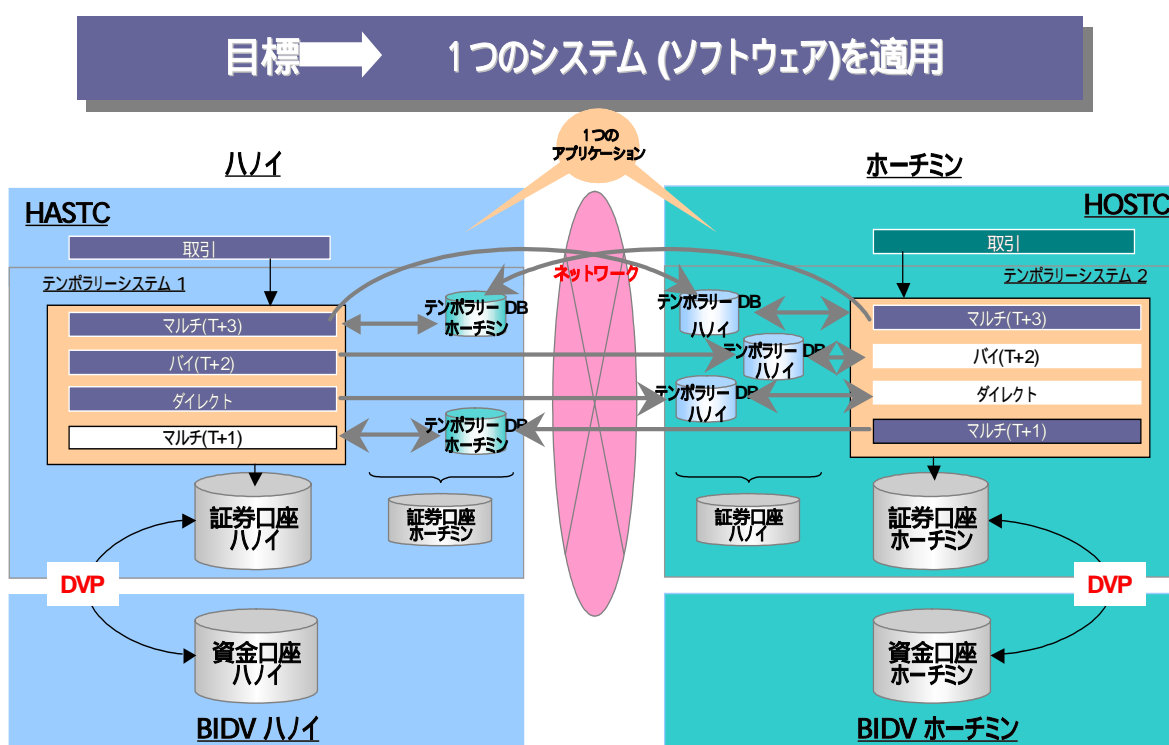 目標 1つのシステム (ソフトウェア)を適用
1つの
アプリケーション
ハノイ
ホーチミン
HASTC
HOSTC
取引
取引
テンポラリーシステム 1
テンポラリーシステム 2
ネットワーク
マルチ(T+3)
バイ(T+2)
ダイレクト
マルチ(T+1)
テンポラリー DB
ホーチミン
テンポラリー DB
ホーチミン
テンポラリー DB
ハノイ
テンポラリー DB
ハノイ
テンポラリー DB
ハノイ
マルチ(T+3)
バイ(T+2)
ダイレクト
マルチ(T+1)
証券口座
ハノイ
証券口座
ホーチミン
証券口座
ハノイ
証券口座
ホーチミン
DVP
DVP
資金口座
ハノイ
資金口座
ホーチミン
BIDV ハノイ
BIDV ホーチミン